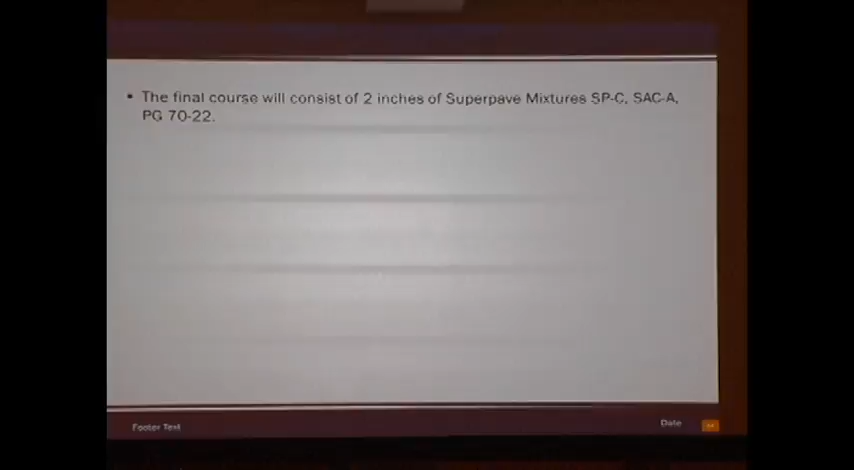 • The final course will consist of 2 inches of Superpave Mixtures SP-C, SAC-A,
PG 70-22.
Footer Text
Date